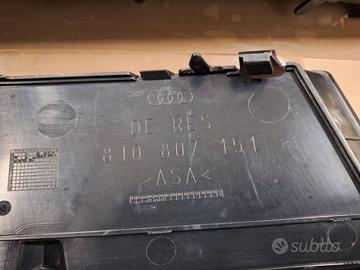 DE RES
8J0 807 151
>ASA<
subito